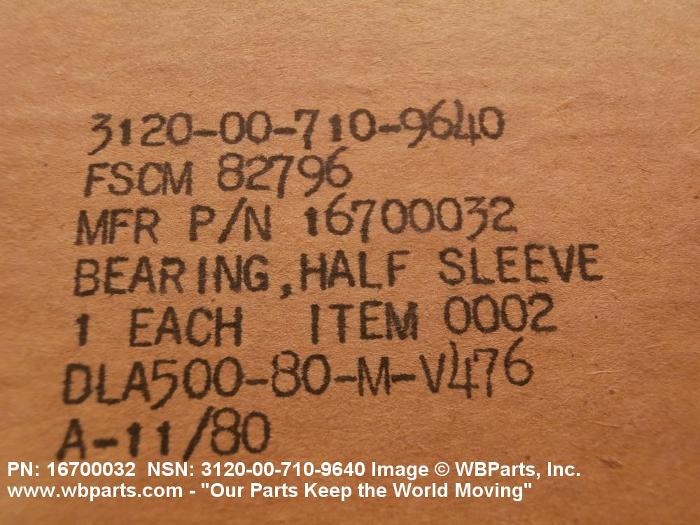 3120-00-710-9640
FSCM 82796
MFR P/N 16700032
BEARING, HALF SLEEVE
1 EACH ITEM 0002
DLA500-80-M-V476
A-11/80
PN: 16700032 NSN: 3120-00-710-9640 Image © WBParts, Inc.
www.wbparts.com - "Our Parts Keep the World Moving"